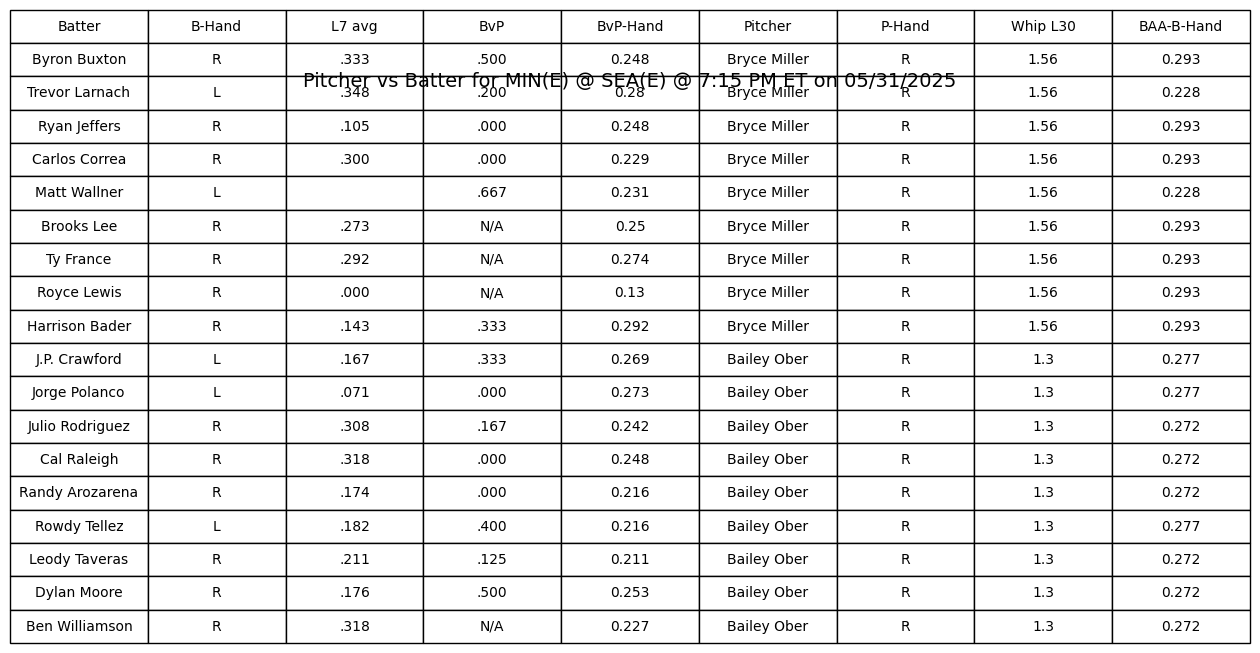 Batter B-Hand L7 avg BvP BvP-Hand Pitcher P-Hand Whip L30 BAA-B-Hand
Byron Buxton R .333 .500 0.248 Bryce Miller R 1.56 0.293
Pitcher vs Batter for MIN(E) @ SEA(E) @ 7:15 PM ET on 05/31/2025
Trevor Larnach L .348 .200 0.28 Bryce Miller R 1.56 0.228
Ryan Jeffers R .105 .000 0.248 Bryce Miller R 1.56 0.293
Carlos Correa R .300 .000 0.229 Bryce Miller R 1.56 0.293
Matt Wallner L .667 0.231 Bryce Miller R 1.56 0.228
Brooks Lee R .273 N/A 0.25 Bryce Miller R 1.56 0.293
Ty France R .292 N/A 0.274 Bryce Miller R 1.56 0.293
Royce Lewis R .000 N/A 0.13 Bryce Miller R 1.56 0.293
Harrison Bader R .143 .333 0.292 Bryce Miller R 1.56 0.293
J.P. Crawford L .167 .333 0.269 Bailey Ober R 1.3 0.277
Jorge Polanco L .071 .000 0.273 Bailey Ober R 1.3 0.277
Julio Rodriguez R .308 .167 0.242 Bailey Ober R 1.3 0.272
Cal Raleigh R .318 .000 0.248 Bailey Ober R 1.3 0.272
Randy Arozarena R .174 .000 0.216 Bailey Ober R 1.3 0.272
Rowdy Tellez L .182 .400 0.216 Bailey Ober R 1.3 0.277
Leody Taveras R .211 .125 0.211 Bailey Ober R 1.3 0.272
Dylan Moore R .176 .500 0.253 Bailey Ober R 1.3 0.272
Ben Williamson R .318 N/A 0.227 Bailey Ober R 1.3 0.272